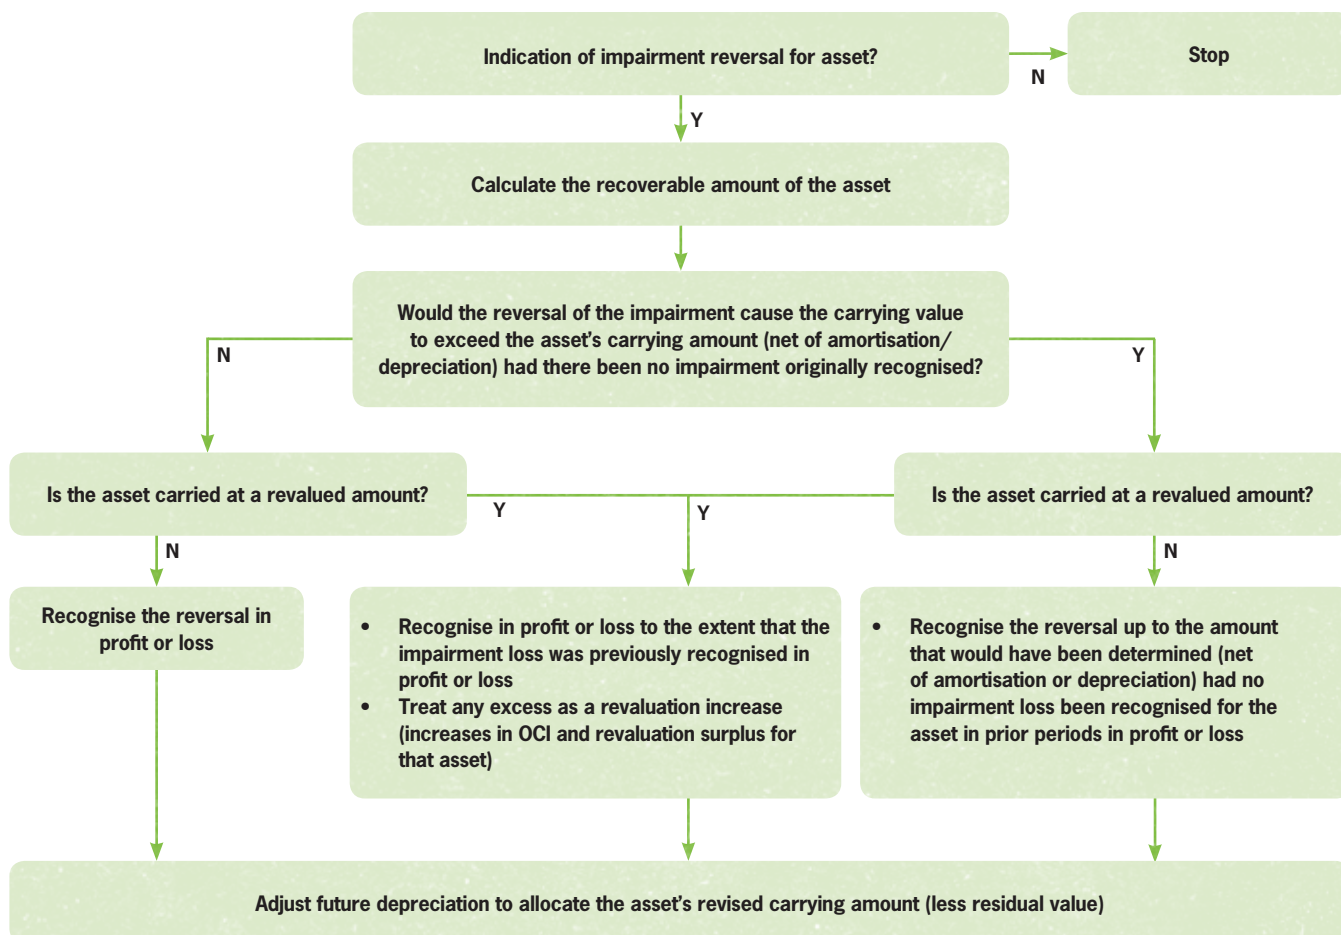 Indication of impairment reversal for asset?
N
Stop
Y
Calculate the recoverable amount of the asset
Would the reversal of the impairment cause the carrying value
to exceed the asset's carrying amount (net of amortisation/
depreciation) had there been no impairment originally recognised?
N
Y
Is the asset carried at a revalued amount?
Y
Y
Is the asset carried at a revalued amount?
N
N
Recognise the reversal in
profit or loss
• Recognise in profit or loss to the extent that the
impairment loss was previously recognised in
profit or loss
• Treat any excess as a revaluation increase
(increases in OCI and revaluation surplus for
that asset)
• Recognise the reversal up to the amount
that would have been determined (net
of amortisation or depreciation) had no
impairment loss been recognised for the
asset in prior periods in profit or loss
Adjust future depreciation to allocate the asset's revised carrying amount (less residual value)